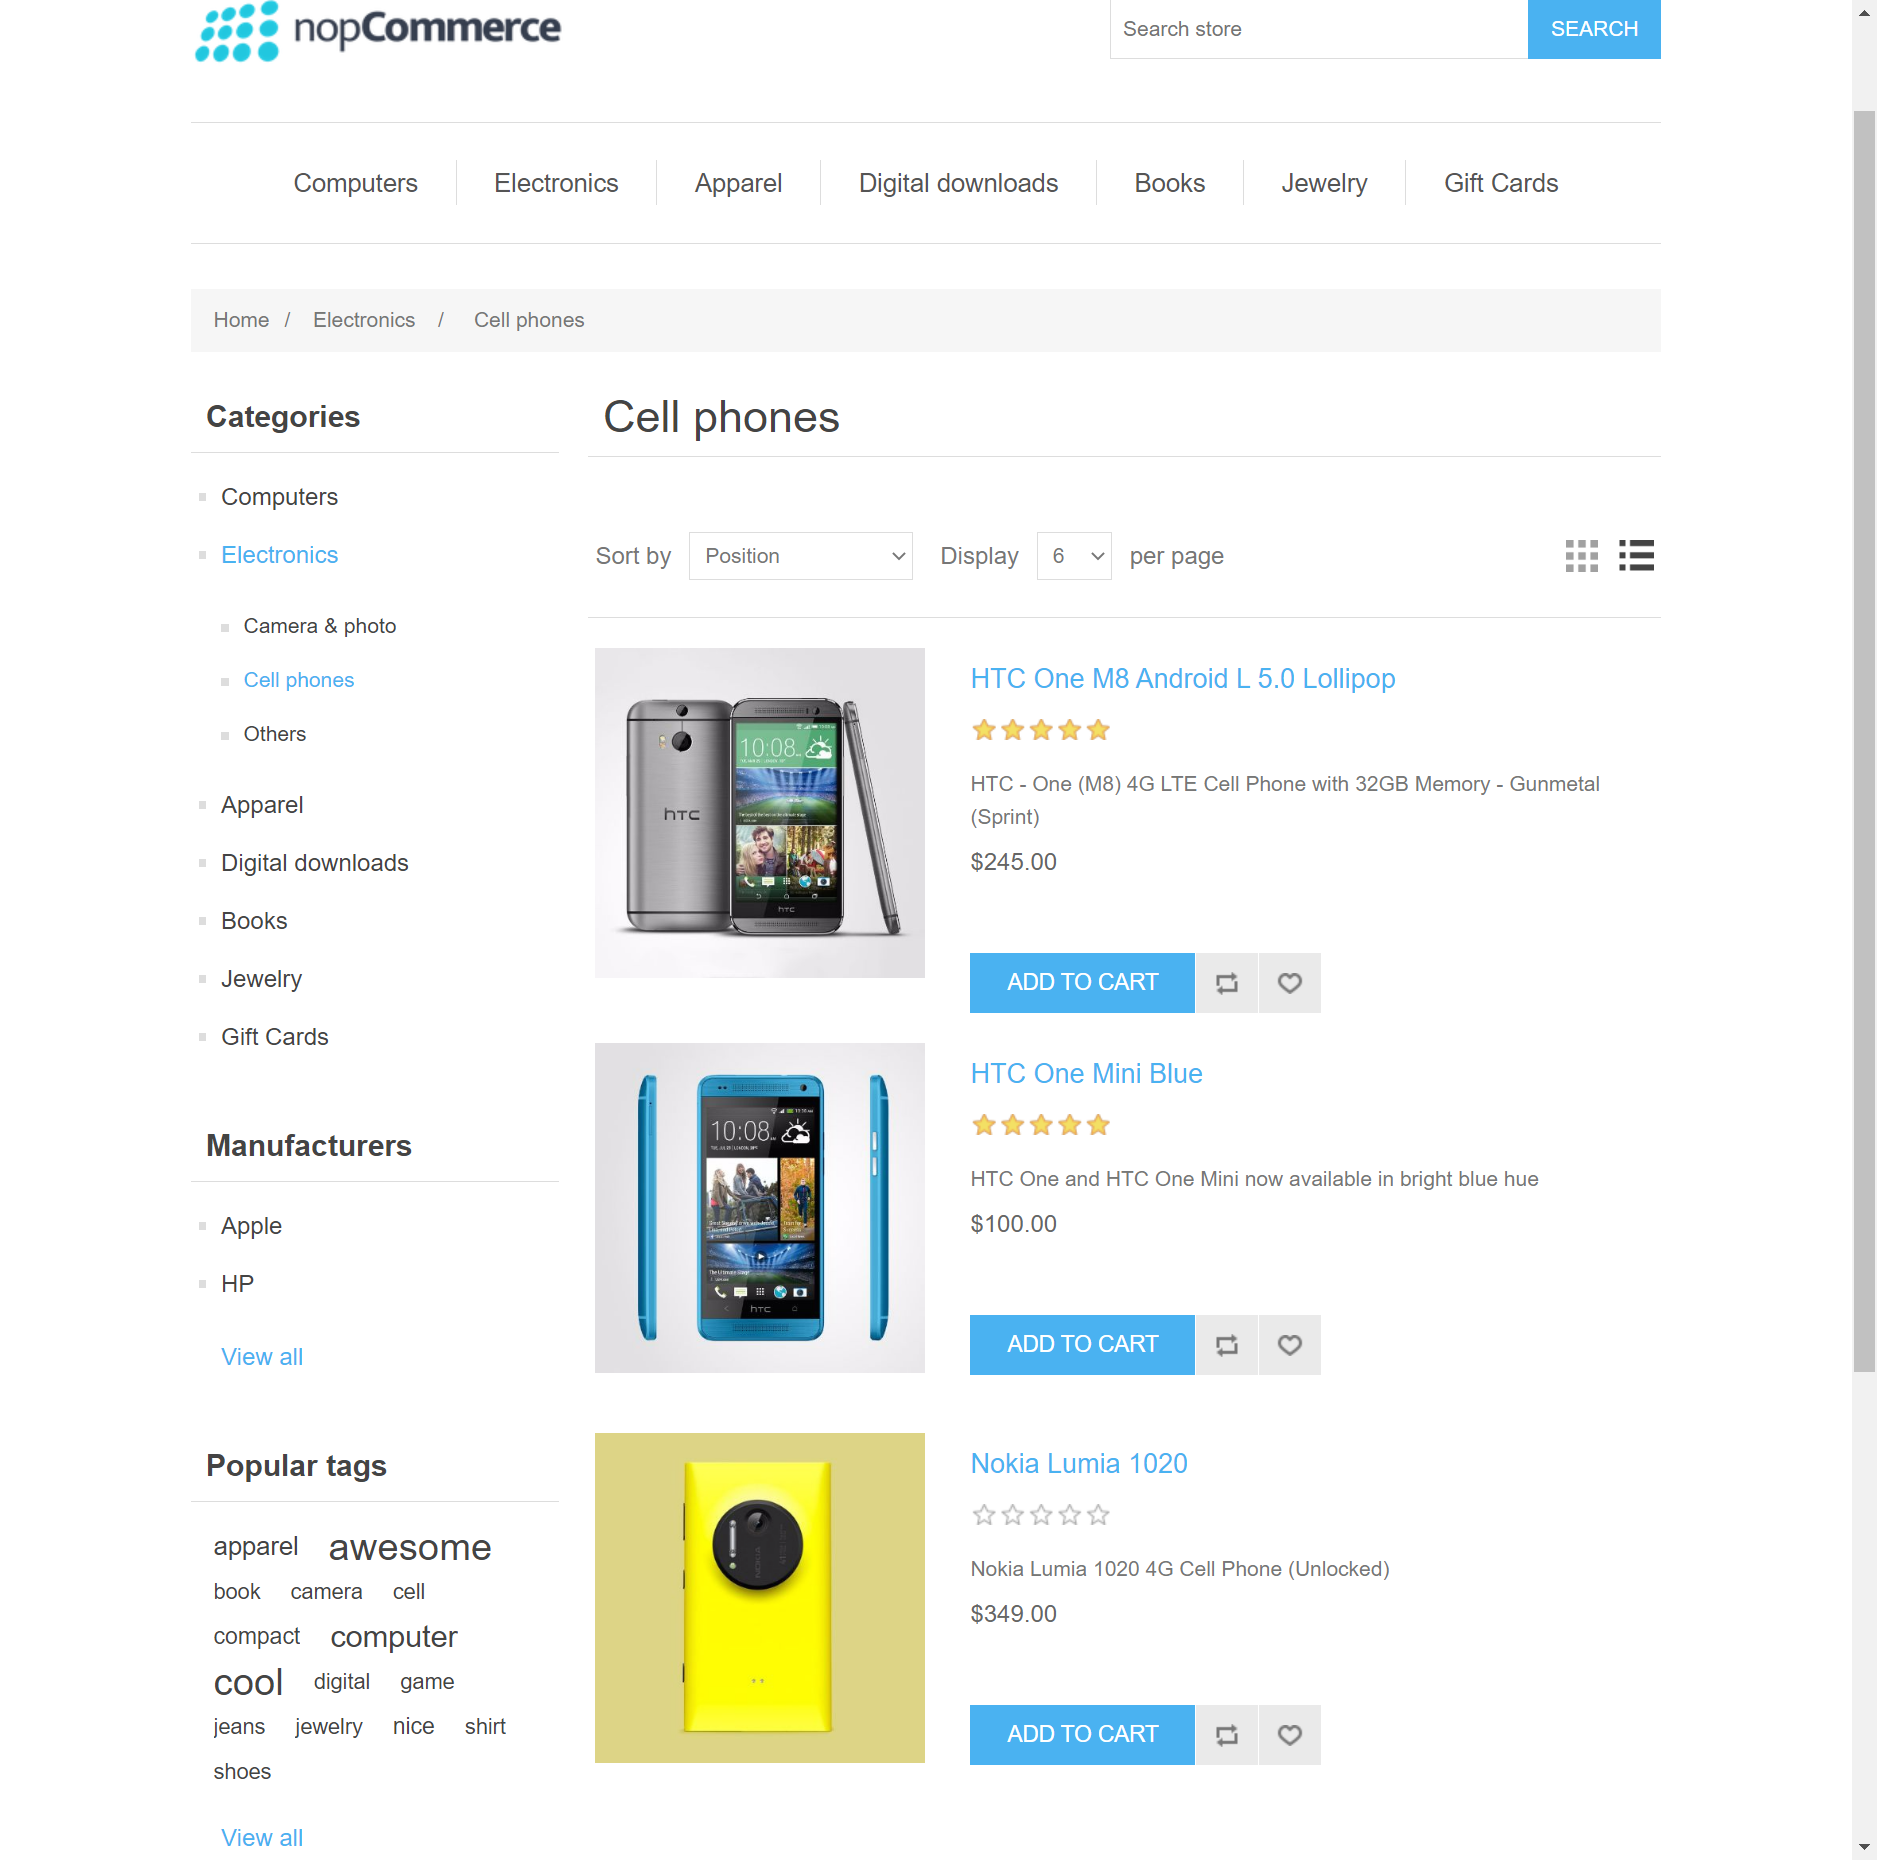 nopCommerce
Search store
SEARCH
Computers
Electronics
Apparel
Digital downloads
Books
Jewelry
Gift Cards
Home / Electronics / Cell phones
Categories
Computers
Electronics
Camera & photo
Cell phones
Others
Apparel
Digital downloads
Books
Jewelry
Gift Cards
Manufacturers
Apple
HP
View all
Popular tags
apparel awesome
book camera cell
compact computer
cool digital game
jeans jewelry nice shirt
shoes
View all
Cell phones
Sort by Position Display 6 per page
10:08
hTC
hTC
HTC One M8 Android L 5.0 Lollipop
HTC - One (M8) 4G LTE Cell Phone with 32GB Memory - Gunmetal
(Sprint)
$245.00
ADD TO CART
10:08
hTC
HTC One Mini Blue
HTC One and HTC One Mini now available in bright blue hue
$100.00
ADD TO CART
Nokia Lumia 1020
Nokia Lumia 1020 4G Cell Phone (Unlocked)
$349.00
ADD TO CART